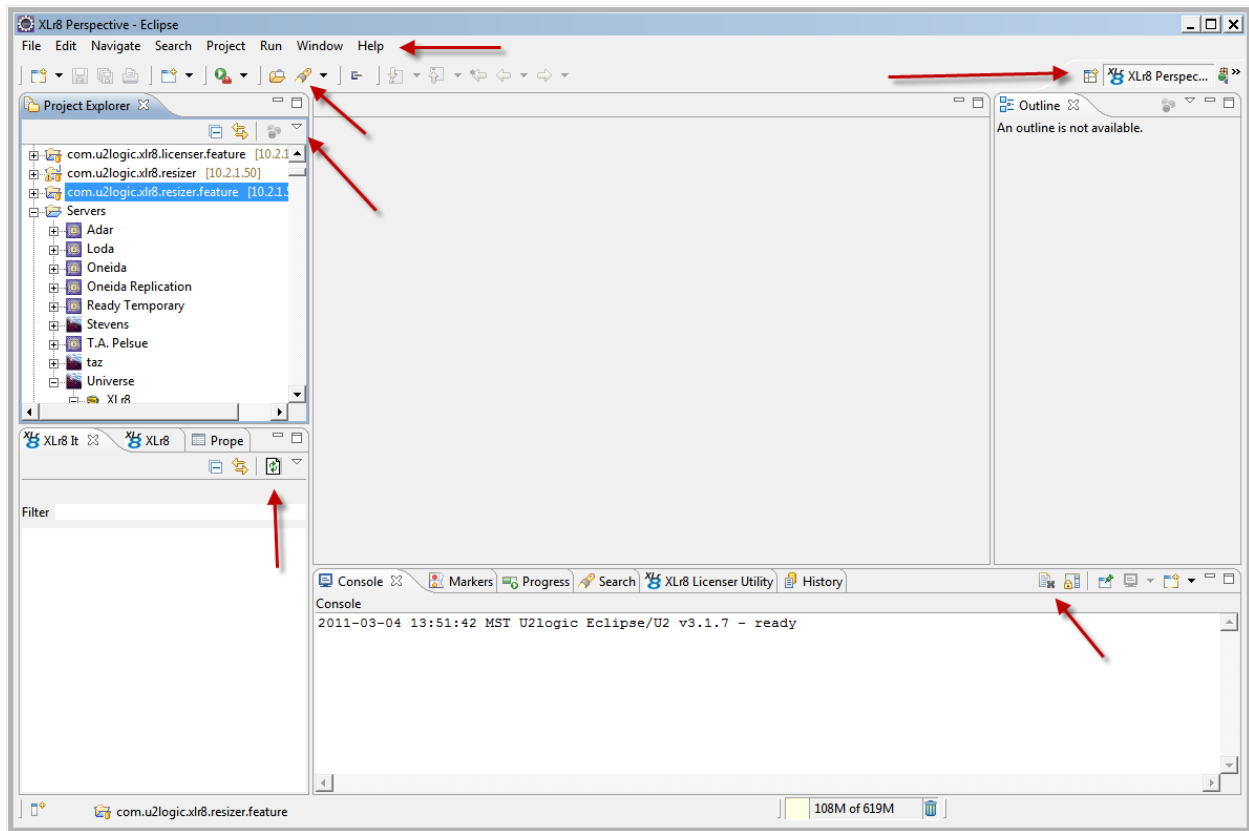 XLr8 Perspective - Eclipse
File Edit Navigate Search Project Run Window Help
XLr8 Perspec...
Project Explorer
com.u2logic.xlr8.licenser.feature [10.2.1
com.u2logic.xlr8.resizer [10.2.1.50]
com.u2logic.xlr8.resizer.feature [10.2.1.5
Servers
Adar
Loda
Oneida
Oneida Replication
Ready Temporary
Stevens
T.A. Pelsue
taz
Universe
XLr8
Outline
An outline is not available.
XLr8 It XLr8 Prope
Filter
Console Markers Progress Search XLr8 Licenser Utility History
Console
2011-03-04 13:51:42 MST U2logic Eclipse/U2 v3.1.7 - ready
com.u2logic.xlr8.resizer.feature
108M of 619M